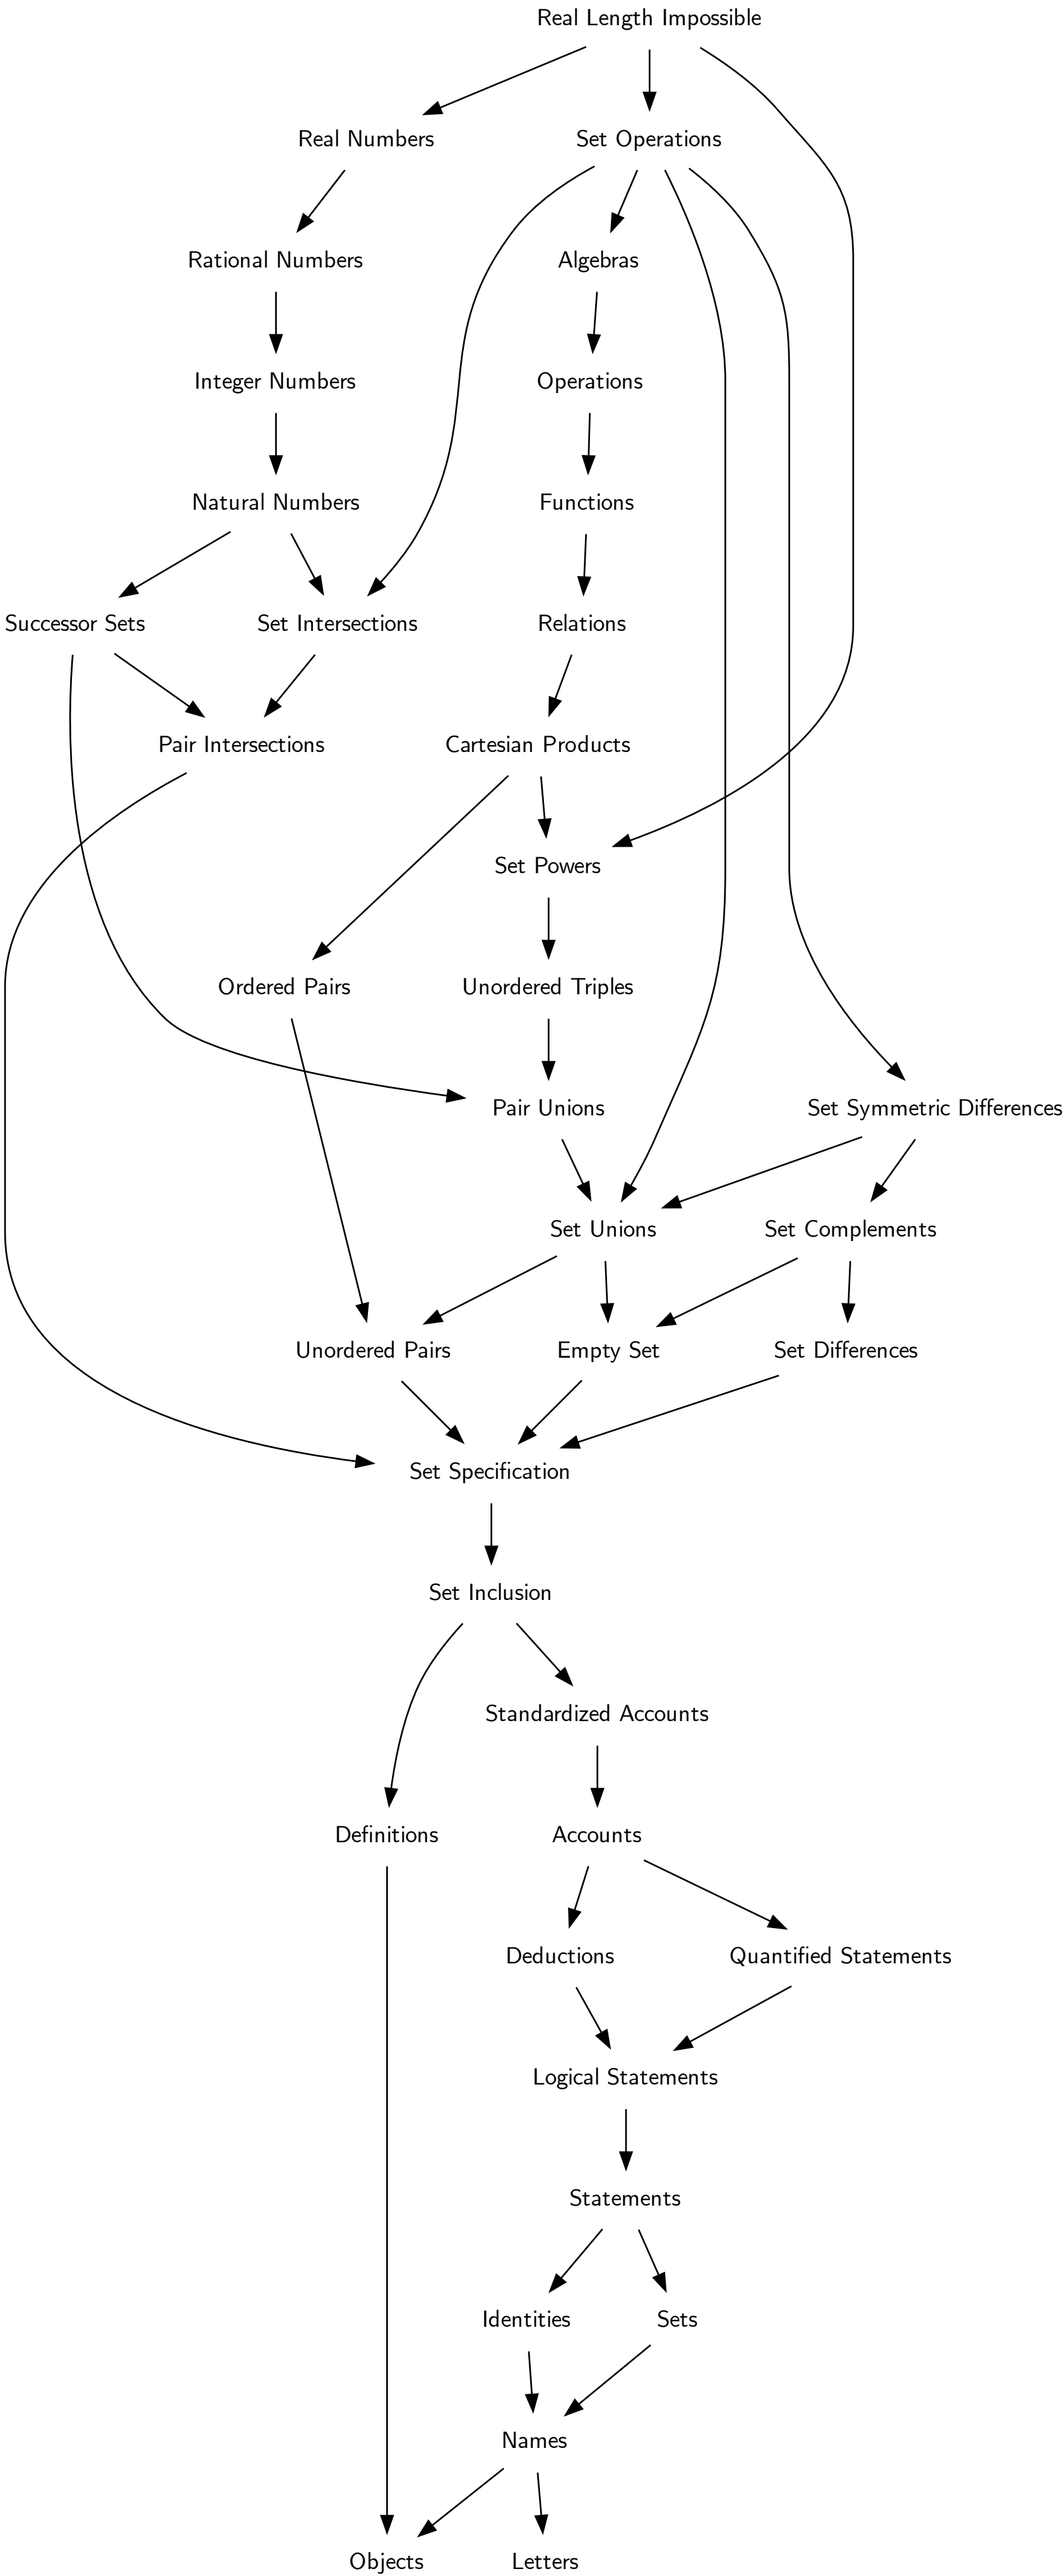 Real Length Impossible
Real Numbers
Set Operations
Rational Numbers
Algebras
Integer Numbers
Operations
Natural Numbers
Functions
Successor Sets
Set Intersections
Relations
Pair Intersections
Cartesian Products
Set Powers
Ordered Pairs
Unordered Triples
Pair Unions
Set Symmetric Differences
Set Unions
Set Complements
Unordered Pairs
Empty Set
Set Differences
Set Specification
Set Inclusion
Standardized Accounts
Definitions
Accounts
Deductions
Quantified Statements
Logical Statements
Statements
Identities
Sets
Names
Objects
Letters